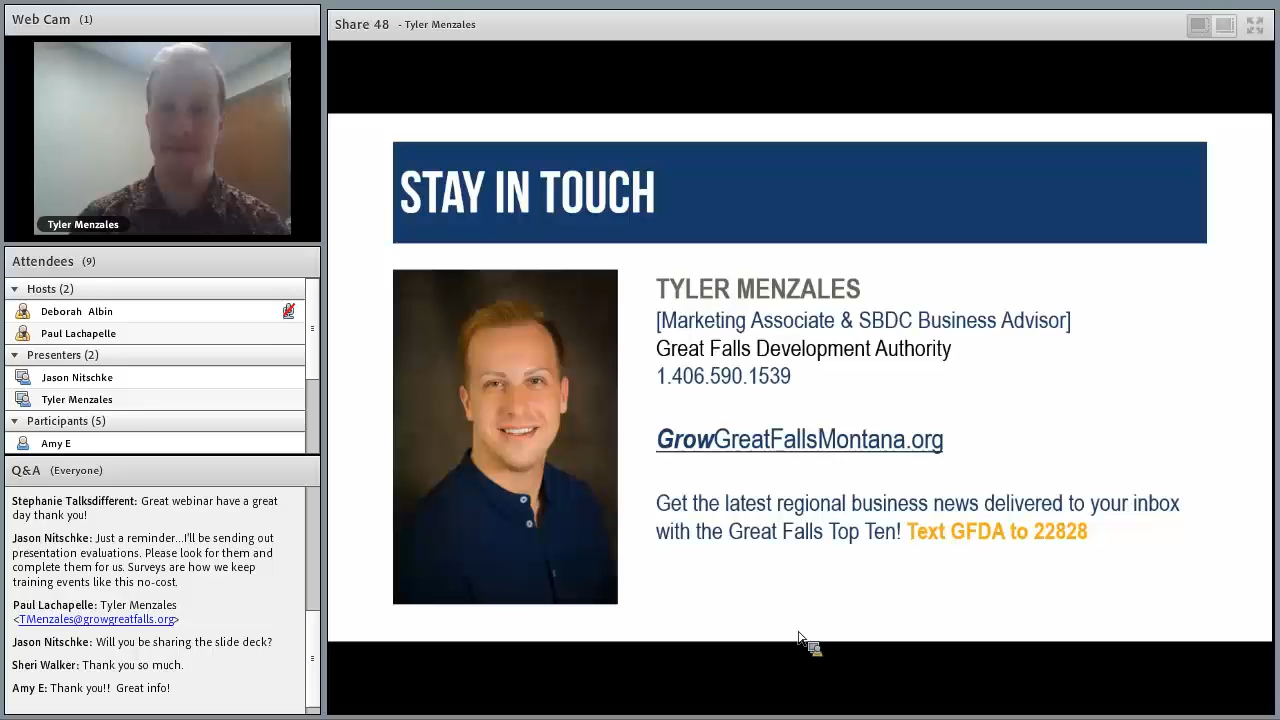 Web Cam (1)
Tyler Menzales
Attendees (9)
Hosts (2)
Deborah Albin
Paul Lachapelle
Presenters (2)
Jason Nitschke
Tyler Menzales
Participants (5)
Amy E
Q&A (Everyone)
Stephanie Talksdifferent: Great webinar have a great
day thank you!
Jason Nitschke: Just a reminder...I'll be sending out
presentation evaluations. Please look for them and
complete them for us. Surveys are how we keep
training events like this no-cost.
Paul Lachapelle: Tyler Menzales
<TMenzales@growgreatfalls.org>
Jason Nitschke: Will you be sharing the slide deck?
Sheri Walker: Thank you so much.
Amy E: Thank you!! Great info!
Share 48 - Tyler Menzales
STAY IN TOUCH
TYLER MENZALES
[Marketing Associate & SBDC Business Advisor]
Great Falls Development Authority
1.406.590.1539
GrowGreatFallsMontana.org
Get the latest regional business news delivered to your inbox
with the Great Falls Top Ten! Text GFDA to 22828